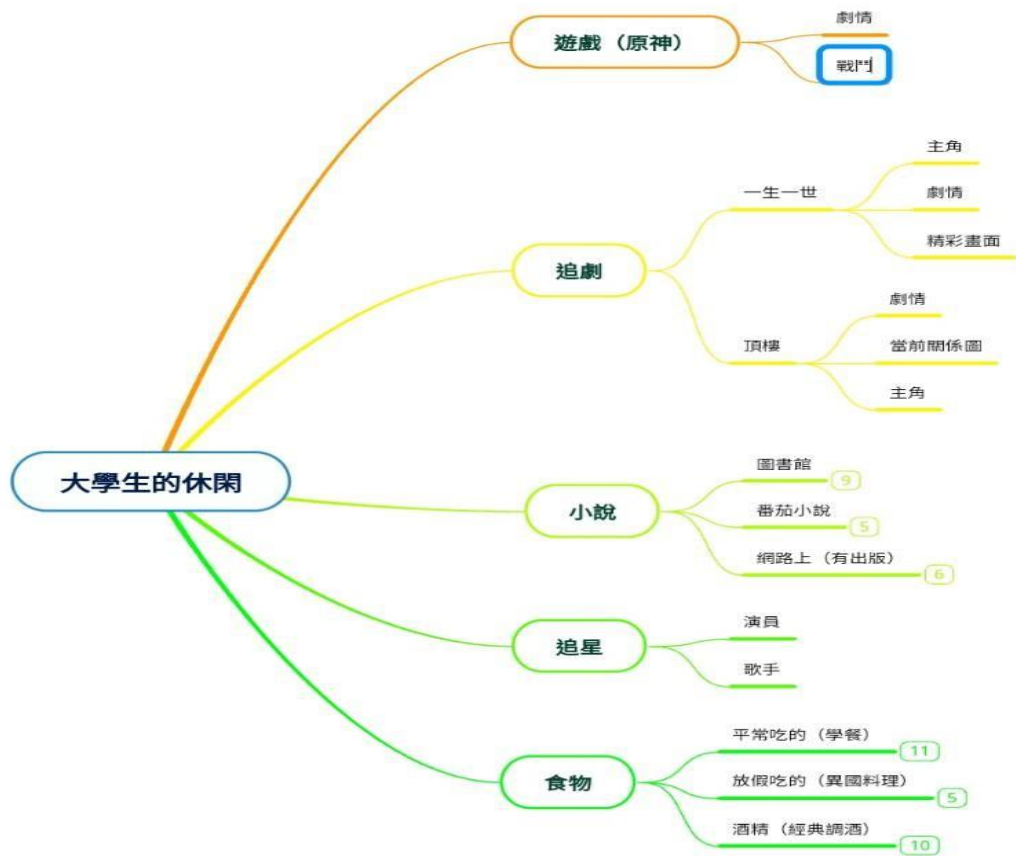 大學生的休閑
遊戲（原神）
劇情
戰鬥
追劇
一生一世
主角
劇情
精彩畫面
頂樓
劇情
當前關係圖
主角
小說
圖書館
9
番茄小說
5
網路上（有出版）
6
追星
演員
歌手
食物
平常吃的（學餐）
11
放假吃的（異國料理）
5
酒精（經典調酒）
10